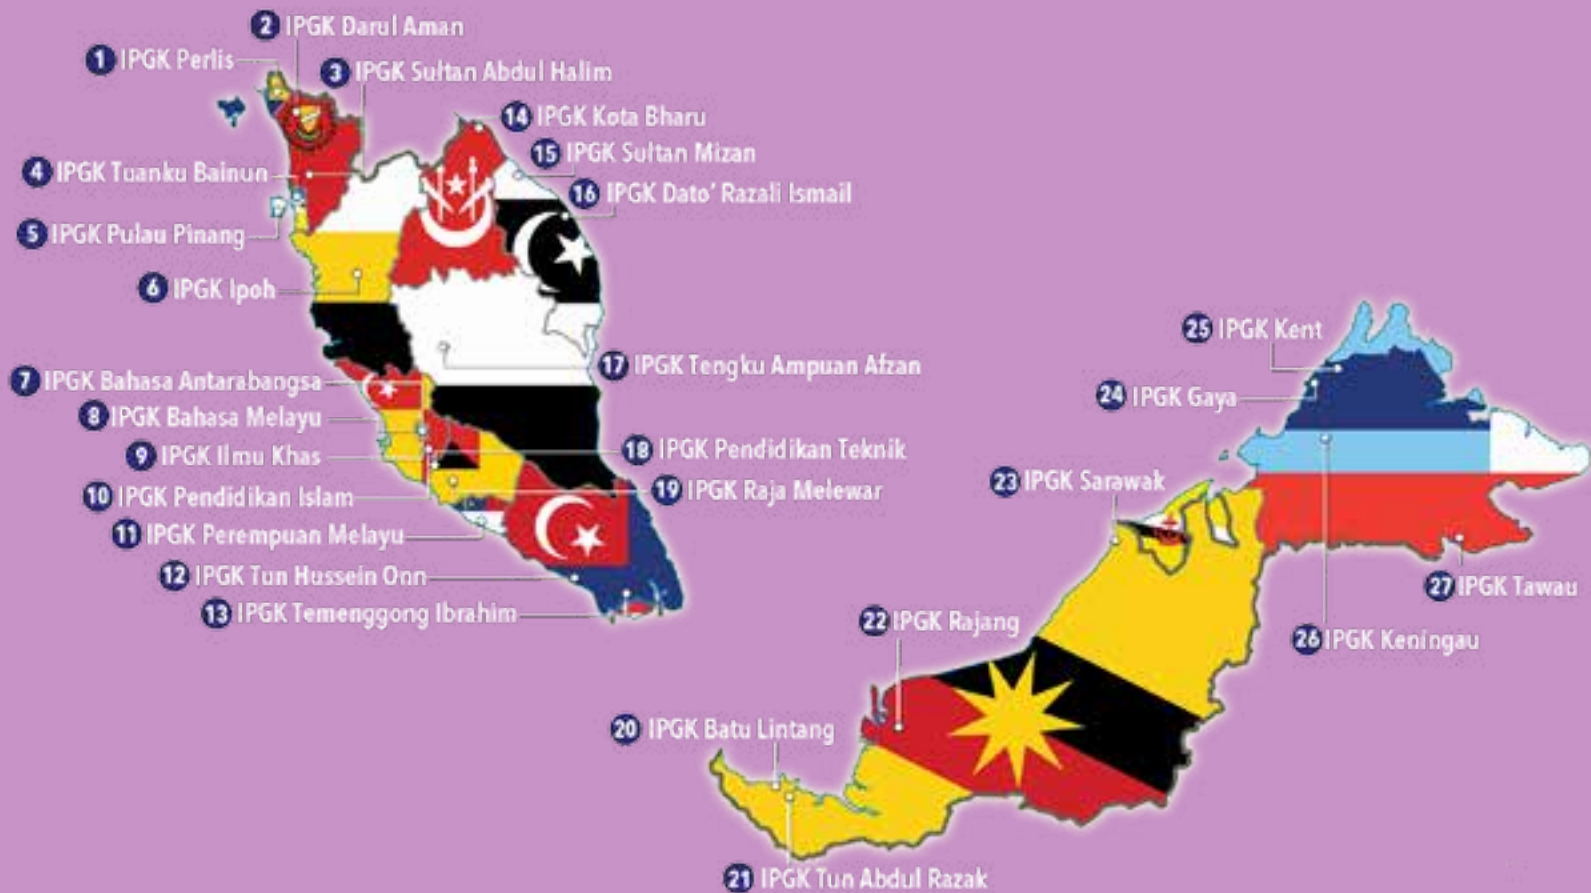 1 IPGK Perlis
2 IPGK Darul Aman
3 IPGK Sultan Abdul Halim
4 IPGK Tuanku Bainun
5 IPGK Pulau Pinang
6 IPGK Ipoh
7 IPGK Bahasa Antarabangsa
8 IPGK Bahasa Melayu
9 IPGK Ilmu Khas
10 IPGK Pendidikan Islam
11 IPGK Perempuan Melayu
12 IPGK Tun Hussein Onn
13 IPGK Temenggong Ibrahim
14 IPGK Kota Bharu
15 IPGK Sultan Mizan
16 IPGK Dato’ Razali Ismail
17 IPGK Tengku Ampuan Afzan
18 IPGK Pendidikan Teknik
19 IPGK Raja Melewar
20 IPGK Batu Lintang
21 IPGK Tun Abdul Razak
22 IPGK Rajang
23 IPGK Sarawak
24 IPGK Gaya
25 IPGK Kent
26 IPGK Keningau
27 IPGK Tawau